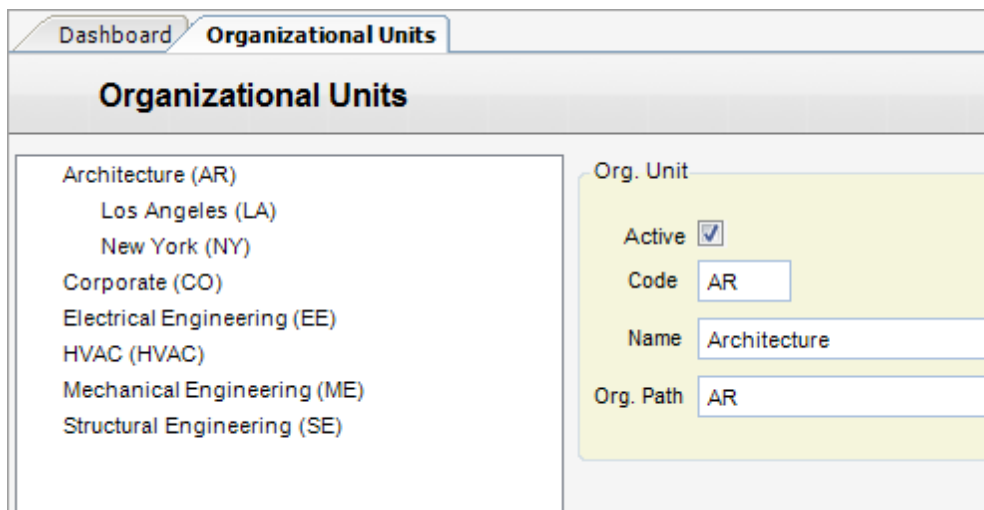 Dashboard Organizational Units
Organizational Units
Architecture (AR)
Los Angeles (LA)
New York (NY)
Corporate (CO)
Electrical Engineering (EE)
HVAC (HVAC)
Mechanical Engineering (ME)
Structural Engineering (SE)
Org. Unit
Active
Code AR
Name Architecture
Org. Path AR